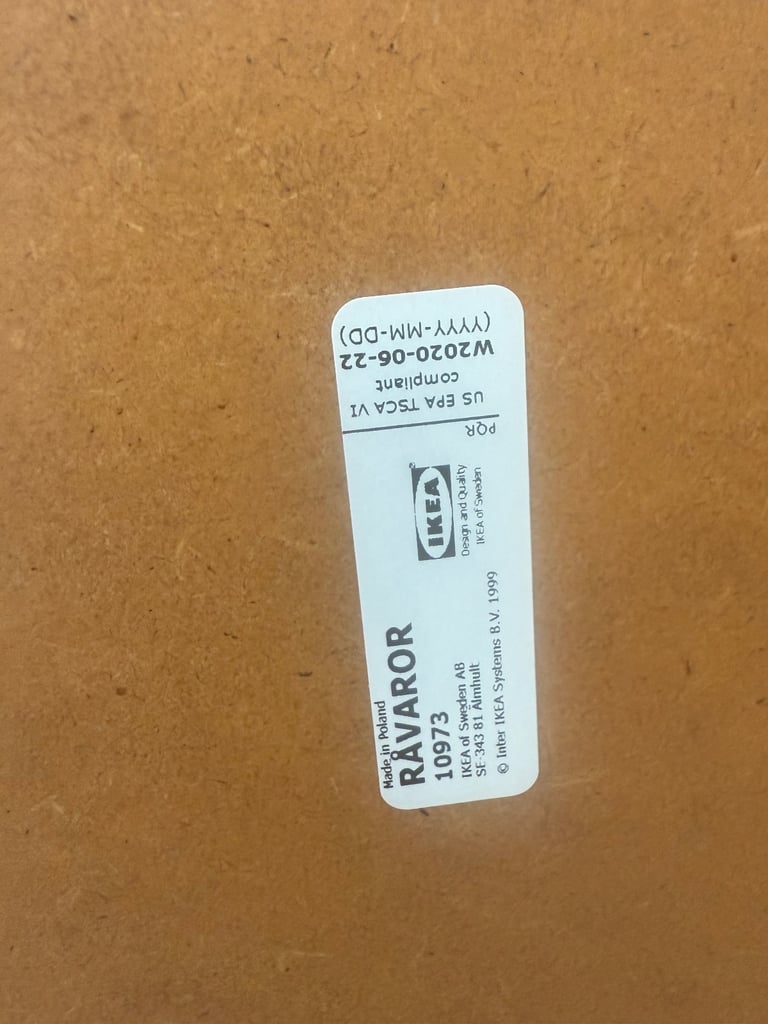 Made in Poland
RÅVAROR
10973
IKEA of Sweden AB
SE-343 81 Älmhult
© Inter IKEA Systems B.V. 1999
IKEA®
Design and Quality
IKEA of Sweden
PQR
US EPA TSCA VI
compliant
W2020-06-22
(YYYY-MM-DD)